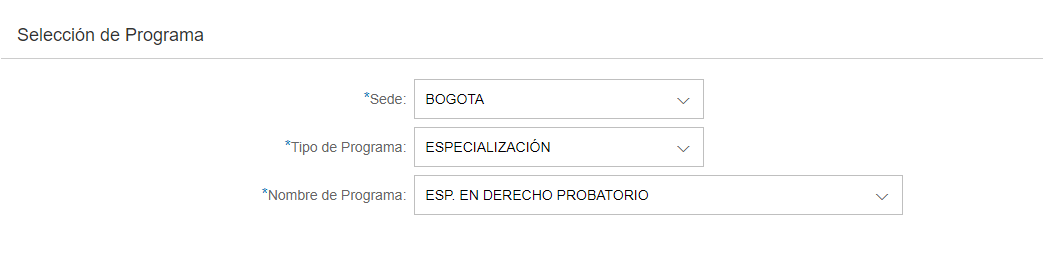 Selección de Programa
*Sede: BOGOTA
*Tipo de Programa: ESPECIALIZACIÓN
*Nombre de Programa: ESP. EN DERECHO PROBATORIO